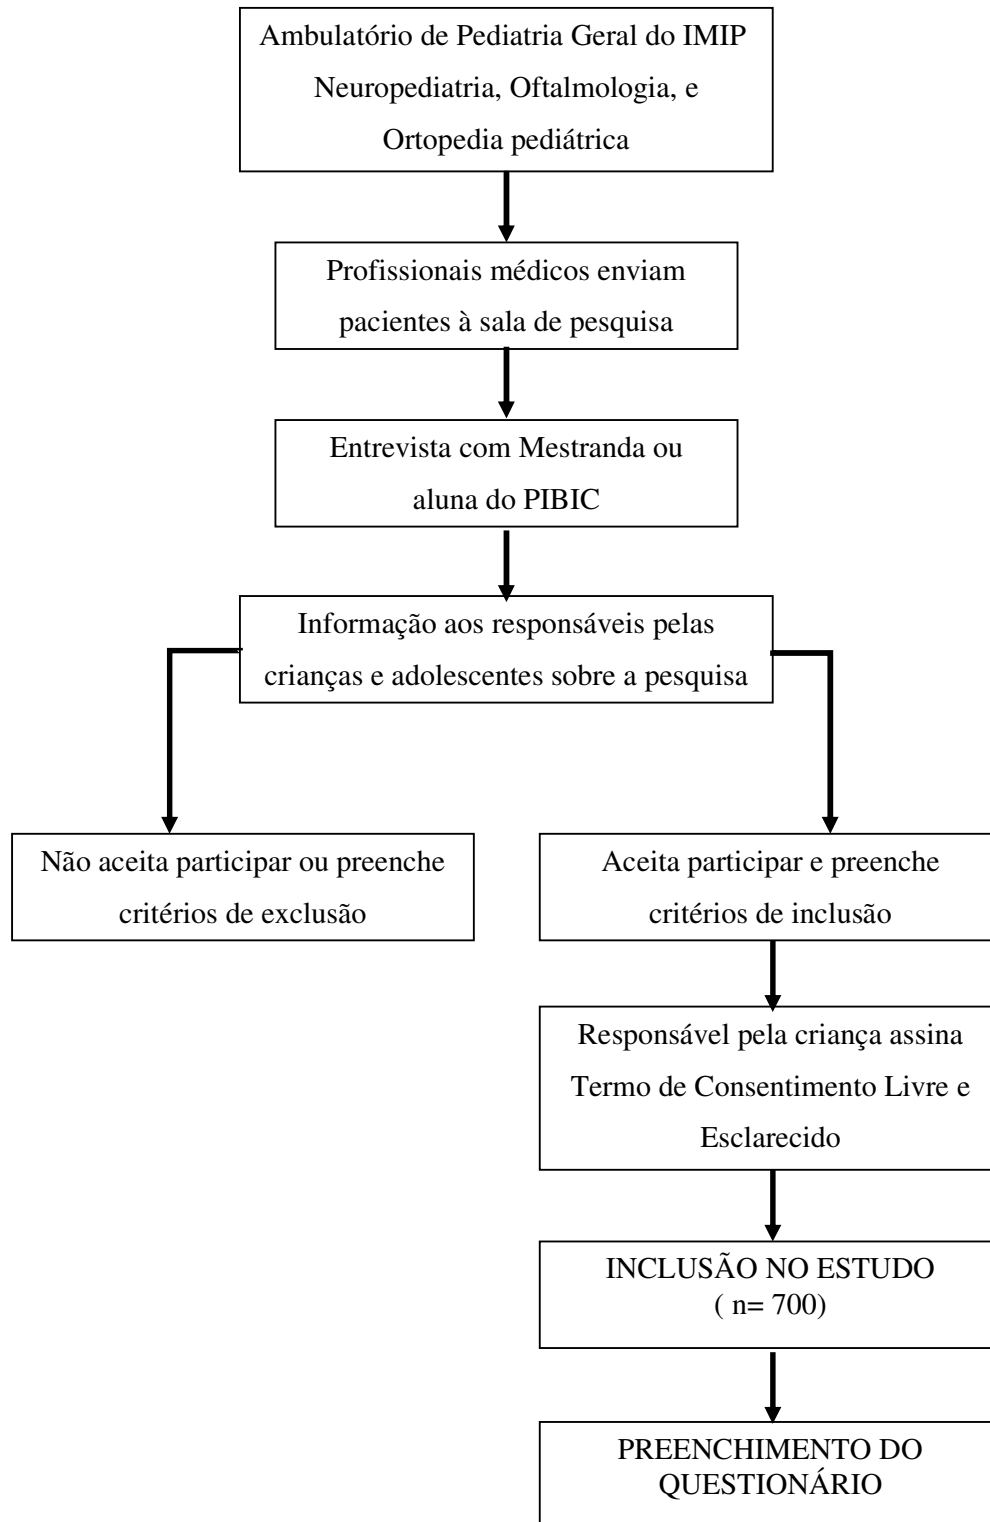 Ambulatório de Pediatria Geral do IMIP
Neuropediatria, Oftalmologia, e
Ortopedia pediátrica
Profissionais médicos enviam
pacientes à sala de pesquisa
Entrevista com Mestranda ou
aluna do PIBIC
Informação aos responsáveis pelas
crianças e adolescentes sobre a pesquisa
Não aceita participar ou preenche
critérios de exclusão
Aceita participar e preenche
critérios de inclusão
Responsável pela criança assina
Termo de Consentimento Livre e
Esclarecido
INCLUSÃO NO ESTUDO
( n= 700)
PREENCHIMENTO DO
QUESTIONÁRIO